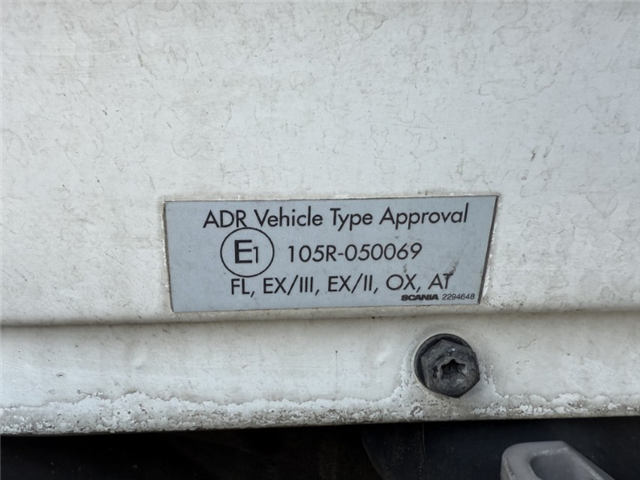 ADR Vehicle Type Approval
E1 105R-050069
FL, EX/III, EX/II, OX, AT
SCANIA 2294648